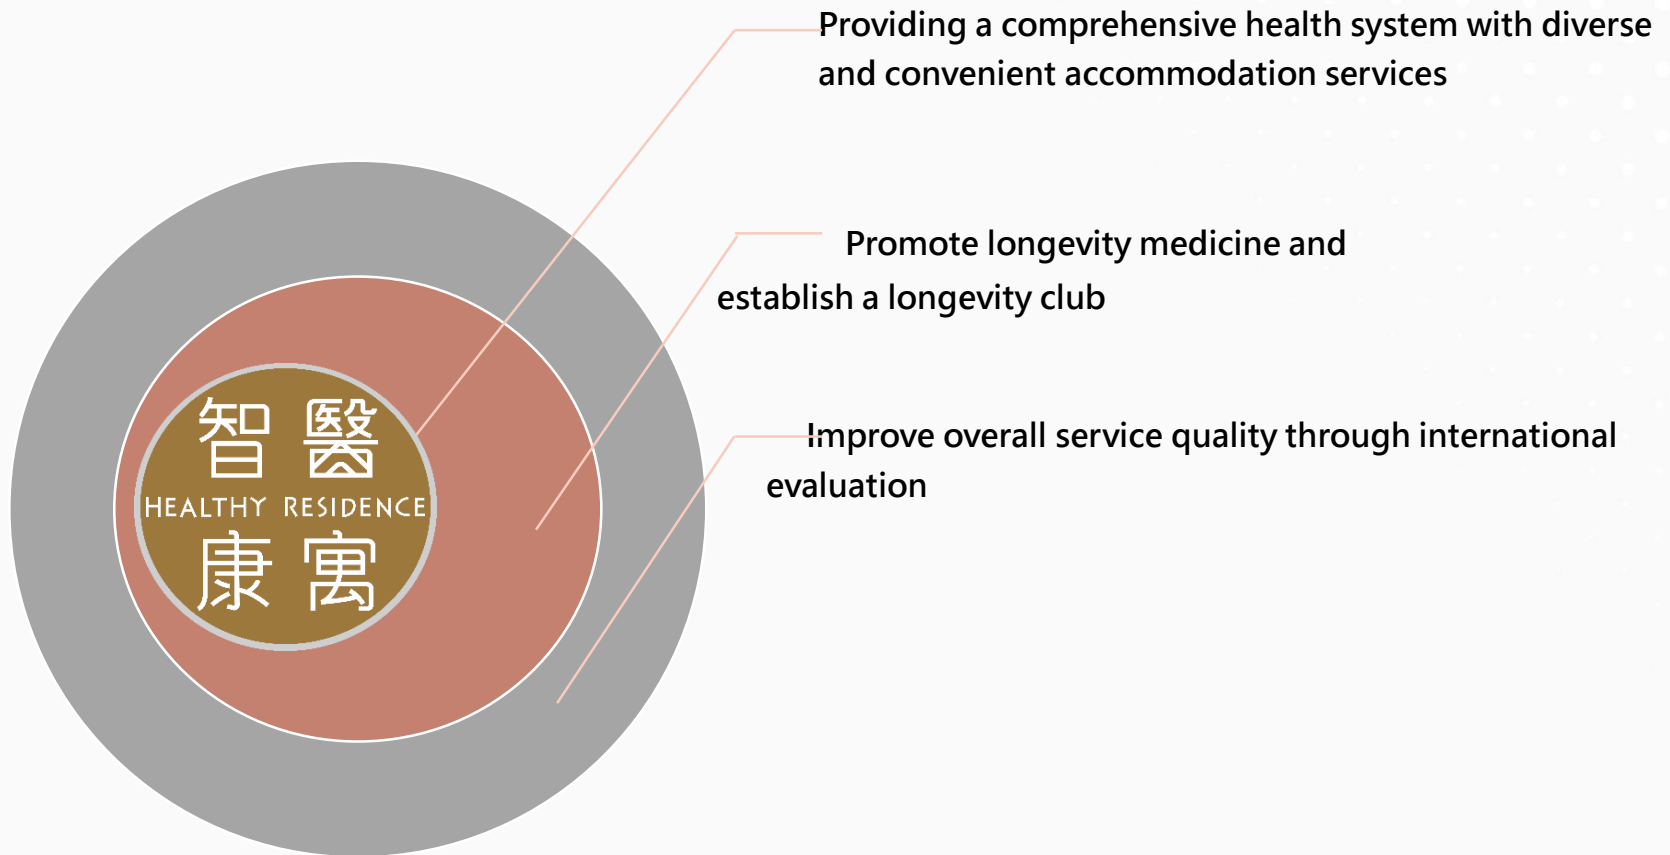 Providing a comprehensive health system with diverse
and convenient accommodation services
Promote longevity medicine and
establish a longevity club
Improve overall service quality through international
evaluation
智醫
HEALTHY RESIDENCE
康寓